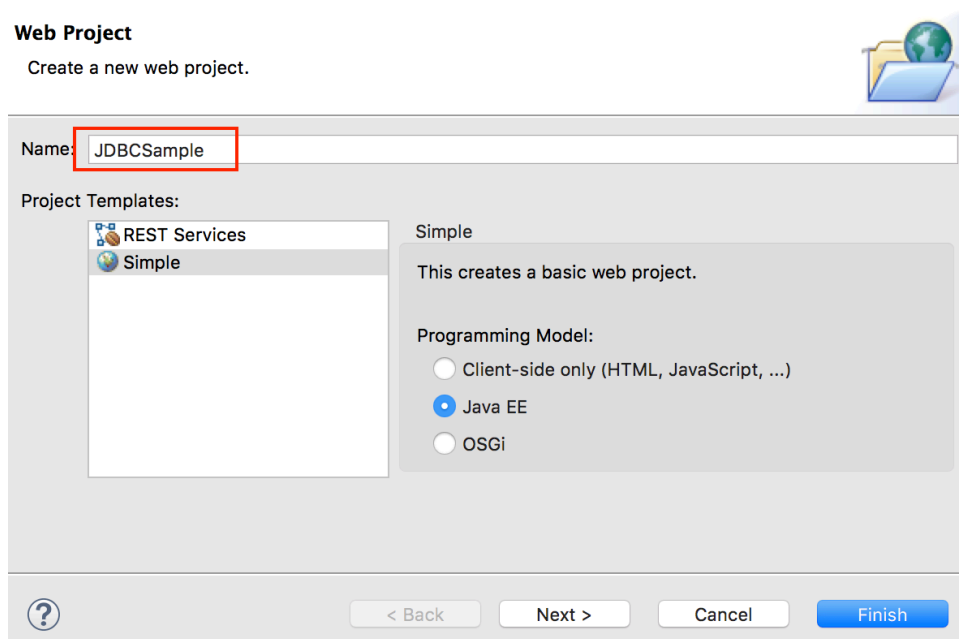 Web Project
Create a new web project.
Name: JDBCSample
Project Templates:
REST Services
Simple
Simple
This creates a basic web project.
Programming Model:
Client-side only (HTML, JavaScript, ...)
Java EE
OSGi
?
< Back
Next >
Cancel
Finish